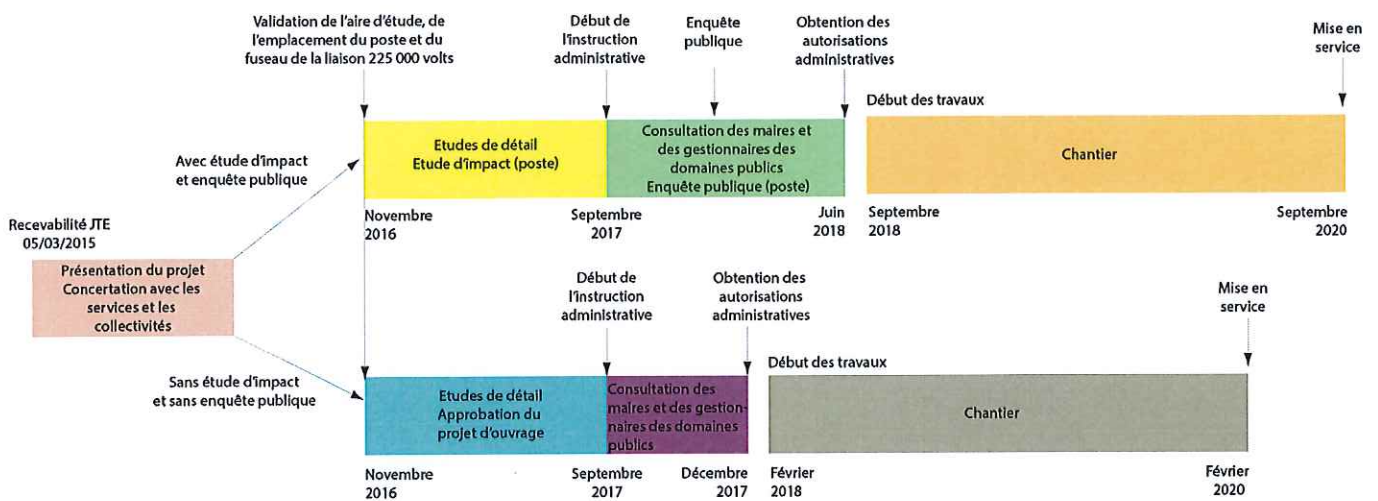 Validation de l'aire d'étude, de
l'emplacement du poste et du
fuseau de la liaison 225 000 volts
Début de
l'instruction
administrative
Enquête
publique
Obtention des
autorisations
administratives
Mise en
service
Début des travaux
Avec étude d'impact
et enquête publique
Etudes de détail
Etude d'impact (poste)
Consultation des maires et
des gestionnaires des
domaines publics
Enquête publique (poste)
Chantier
Novembre
2016
Septembre
2017
Juin
2018
Septembre
2018
Septembre
2020
Recevabilité JTE
05/03/2015
Présentation du projet
Concertation avec les
services et les
collectivités
Début de
l'instruction
administrative
Obtention des
autorisations
administratives
Mise en
service
Début des travaux
Sans étude d'impact
et sans enquête publique
Etudes de détail
Approbation du
projet d'ouvrage
Consultation des
maires et des gestion-
naires des domaines
publics
Chantier
Novembre
2016
Septembre
2017
Décembre
2017
Février
2018
Février
2020